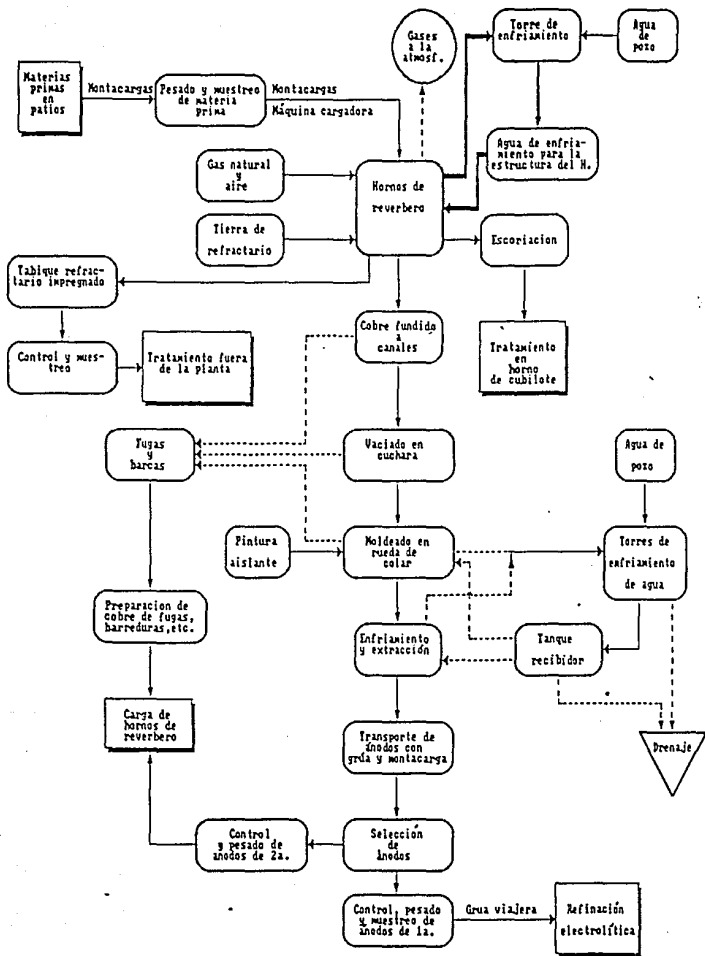 Gases
a la
atmosf.
Torre de
enfriamiento
Agua
de
pozo
Materias
primas
en
patios
Montacargas
Pesado y muestreo
de materia
prima
Montacargas
Máquina cargadora
Agua de enfria-
miento para la
estructura del H.
Gas natural
y
aire
Hornos de
reverbero
Tierra de
refractario
Escoriacion
Tabique refrac-
tario impregnado
Cobre fundido
a
canales
Control y mues-
treo
Tratamiento fuera
de la planta
Tratamiento
en
horno
de cubilote
Fugas
y
barcas
Vaciado en
cuchara
Agua de
pozo
Pintura
aislante
Moldeado en
rueda de
colar
Torres de
enfriamiento
de agua
Preparacion de
cobre de fugas,
barreduras,etc.
Enfriamiento
y extracción
Tanque
recibidor
Carga de
hornos de
reverbero
Transporte de
ánodos con
grúa y montacarga
Drenaje
Control
y pesado de
anodos de 2a.
Selección
de
ánodos
Control, pesado
y muestreo de
ánodos de 1a.
Grua viajera
Refinación
electrolítica